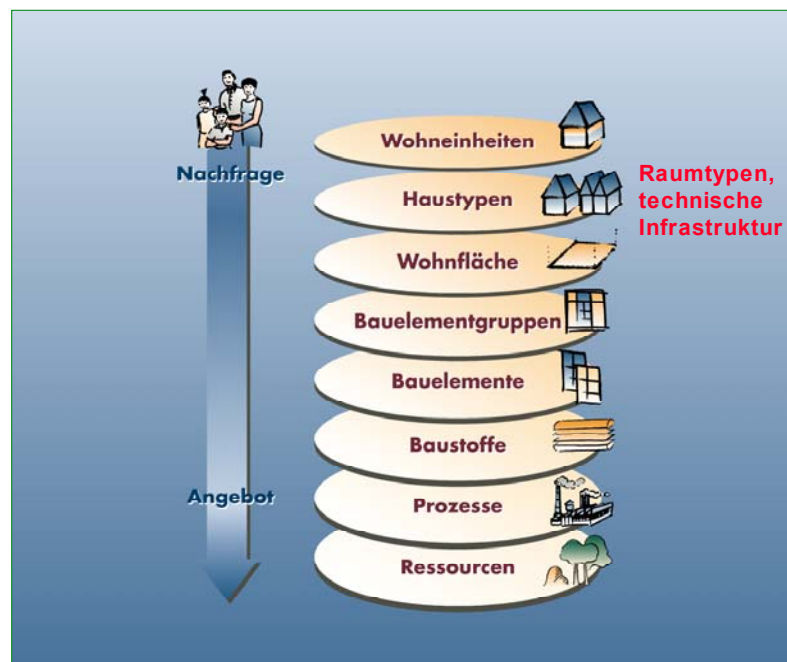 Wohneinheiten
Nachfrage
Raumtypen,
technische
Infrastruktur
Haustypen
Wohnfläche
Bauelementgruppen
Bauelemente
Baustoffe
Angebot
Prozesse
Ressourcen